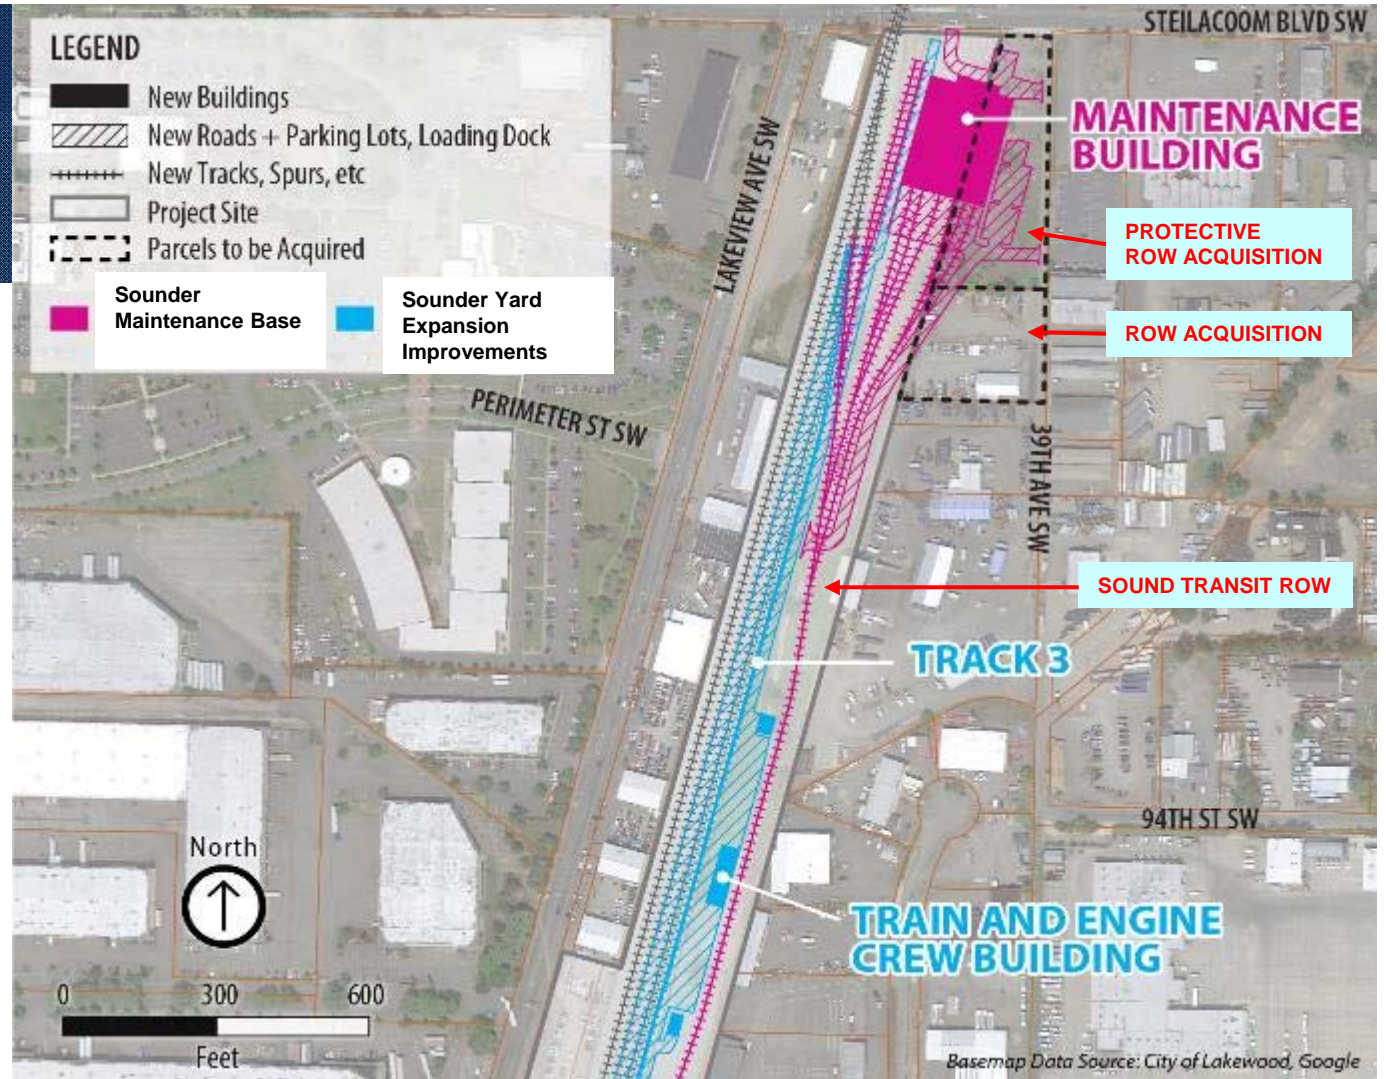 STEILACOOM BLVD SW
LEGEND
New Buildings
New Roads + Parking Lots, Loading Dock
New Tracks, Spurs, etc
Project Site
Parcels to be Acquired
Sounder
Maintenance Base
Sounder Yard
Expansion
Improvements
LAKEVIEW AVE SW
MAINTENANCE
BUILDING
PROTECTIVE
ROW ACQUISITION
ROW ACQUISITION
PERIMETER ST SW
39TH AVE SW
SOUND TRANSIT ROW
TRACK 3
94TH ST SW
TRAIN AND ENGINE
CREW BUILDING
North
0 300 600
Feet
Basemap Data Source: City of Lakewood, Google